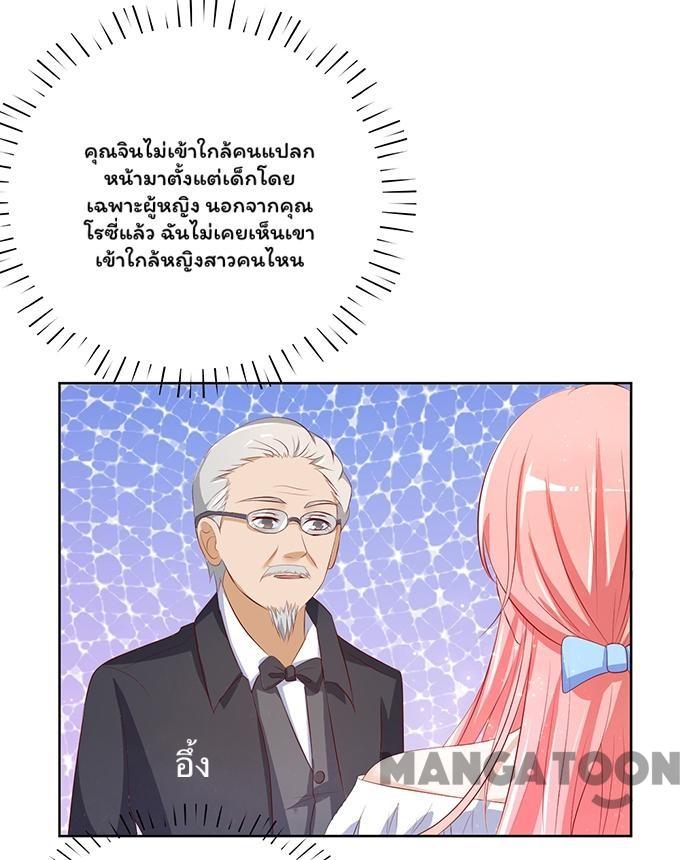 คุณจินไม่เข้าใกล้คนแปลก
หน้ามาตั้งแต่เด็กโดย
เฉพาะผู้หญิง นอกจากคุณ
โรซี่แล้ว ฉันไม่เคยเห็นเขา
เข้าใกล้หญิงสาวคนไหน
อึ้ง
MANGATOON